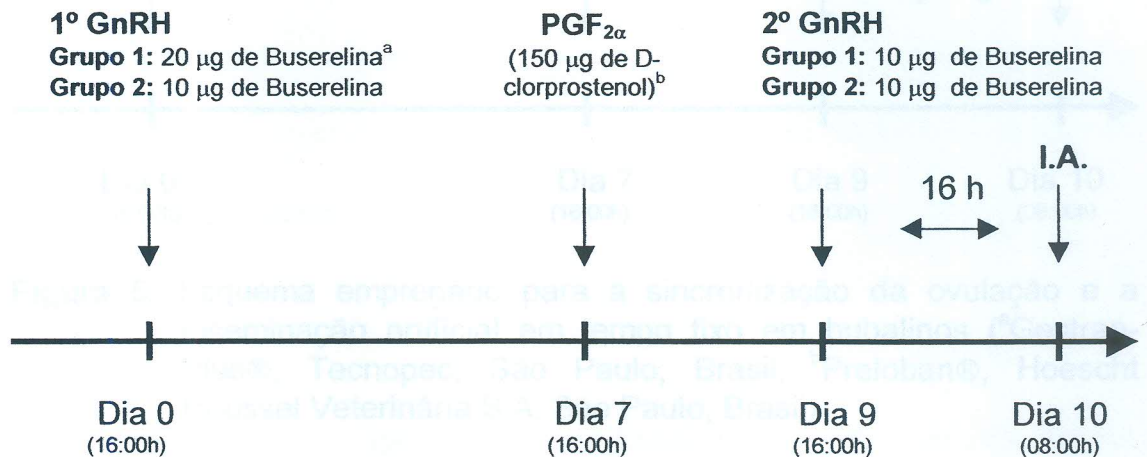 1º GnRH
Grupo 1: 20 μg de Buserelinaª
Grupo 2: 10 μg de Buserelina
PGF2α
(150 μg de D-
clorprostenol)ᵇ
2º GnRH
Grupo 1: 10 μg de Buserelina
Grupo 2: 10 μg de Buserelina
I.A.
16 h
Dia 0
(16:00h)
Dia 7
(16:00h)
Dia 9
(16:00h)
Dia 10
(08:00h)